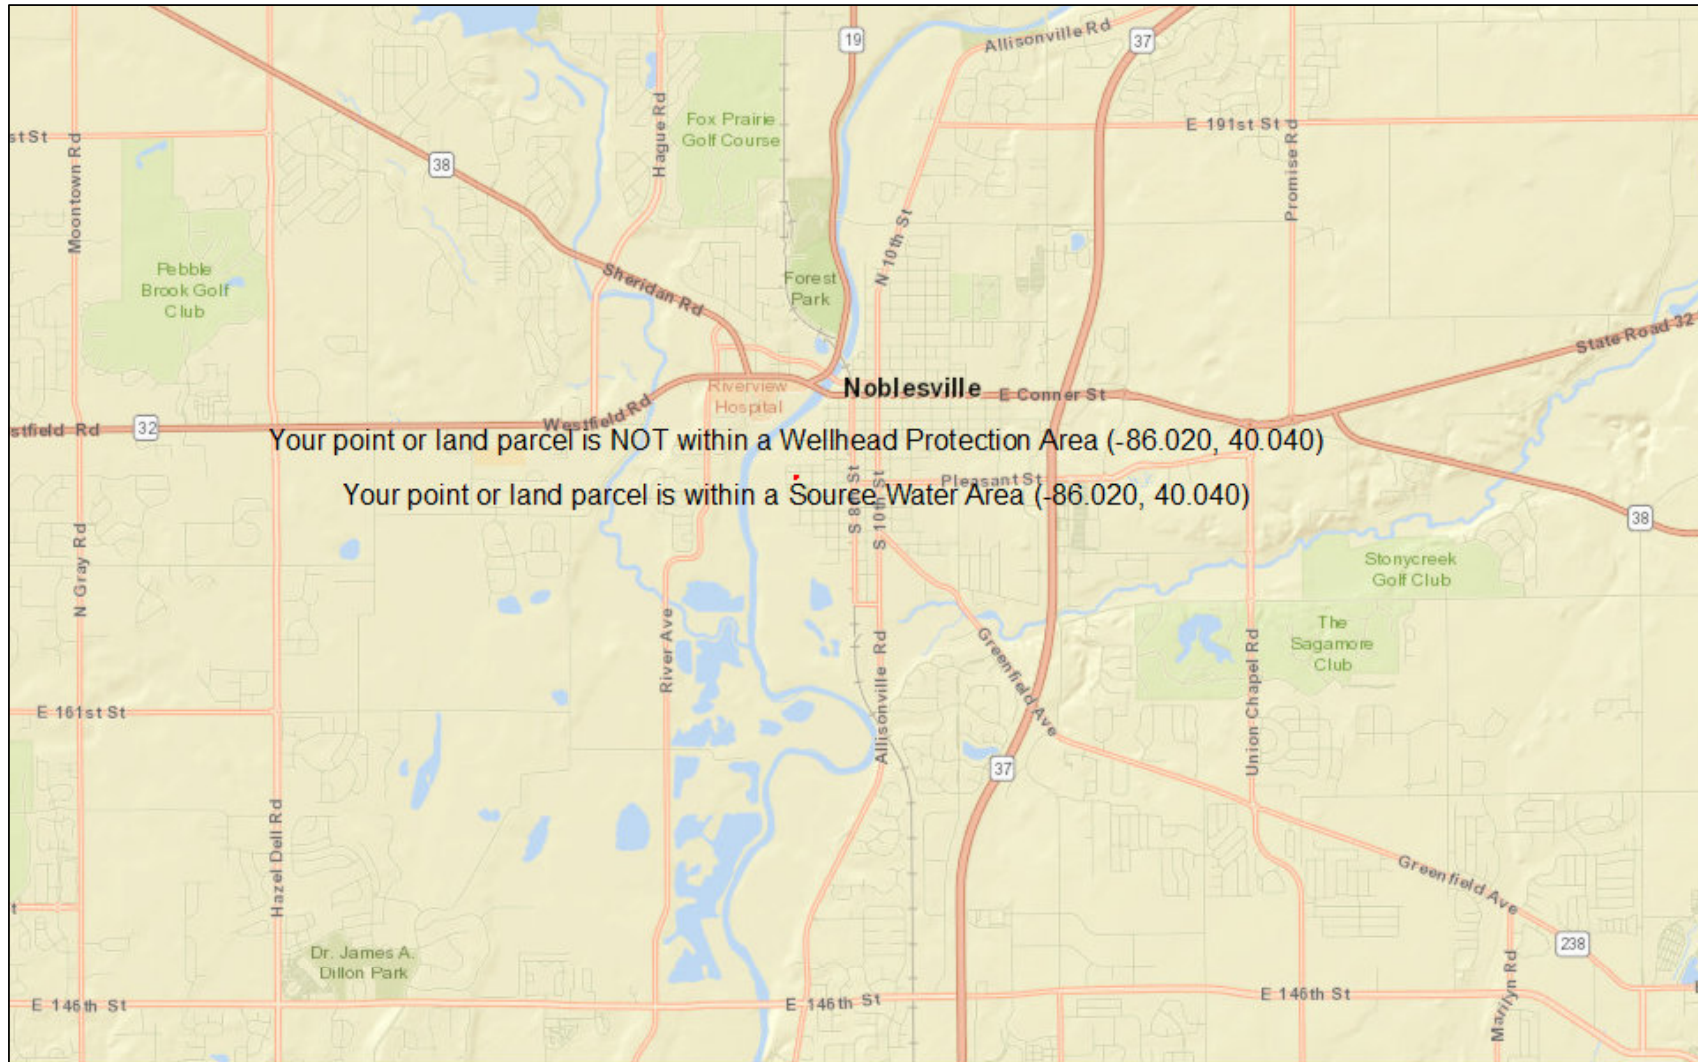 19
Allisonville Rd
37
st St
Moontown Rd
Hague Rd
Fox Prairie
Golf Course
E 191st St
Promise Rd
38
N 10th St
Pebble
Brook Golf
Club
Sheridan Rd
Forest
Park
State Road 32
Riverview
Hospital
Noblesville
E Conner St
stfield Rd
32
Westfield Rd
Your point or land parcel is NOT within a Wellhead Protection Area (-86.020, 40.040)
Pleasant St
Your point or land parcel is within a Source Water Area (-86.020, 40.040)
S 8th St
S 10th St
38
N Gray Rd
Stonycreek
Golf Club
The
Sagamore
Club
River Ave
Allisonville Rd
Greenfield Ave
Union Chapel Rd
E 161st St
37
Hazel Dell Rd
Greenfield Ave
t
238
Dr. James A.
Dillon Park
Marilyn Rd
E 146th St
E 146th St
E 146th St